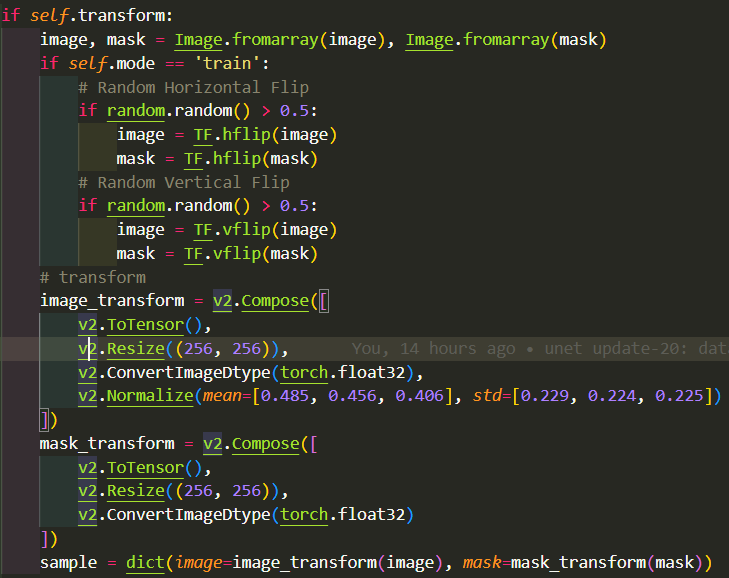 if self.transform:
    image, mask = Image.fromarray(image), Image.fromarray(mask)
    if self.mode == 'train':
        # Random Horizontal Flip
        if random.random() > 0.5:
            image = TF.hflip(image)
            mask = TF.hflip(mask)
        # Random Vertical Flip
        if random.random() > 0.5:
            image = TF.vflip(image)
            mask = TF.vflip(mask)
    # transform
    image_transform = v2.Compose([
        v2.ToTensor(),
        v2.Resize((256, 256)),      You, 14 hours ago • unet update-20: dat
        v2.ConvertImageDtype(torch.float32),
        v2.Normalize(mean=[0.485, 0.456, 0.406], std=[0.229, 0.224, 0.225])
    ])
    mask_transform = v2.Compose([
        v2.ToTensor(),
        v2.Resize((256, 256)),
        v2.ConvertImageDtype(torch.float32)
    ])
    sample = dict(image=image_transform(image), mask=mask_transform(mask))